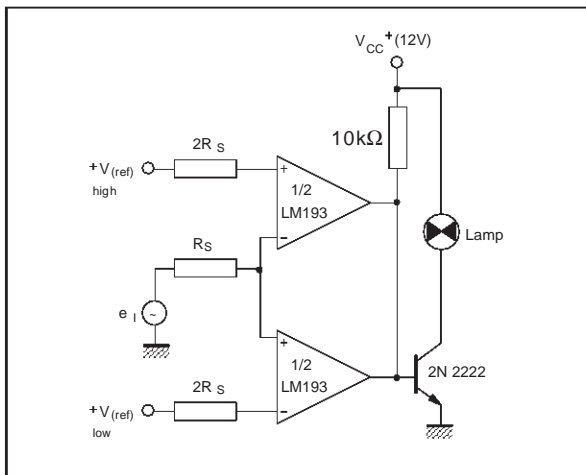 V CC + (12V)
2R S
10kΩ
+V (ref)
high
+
1/2
LM193
−
Lamp
R S
e I
~
+
1/2
LM193
−
2N 2222
2R S
+V (ref)
low